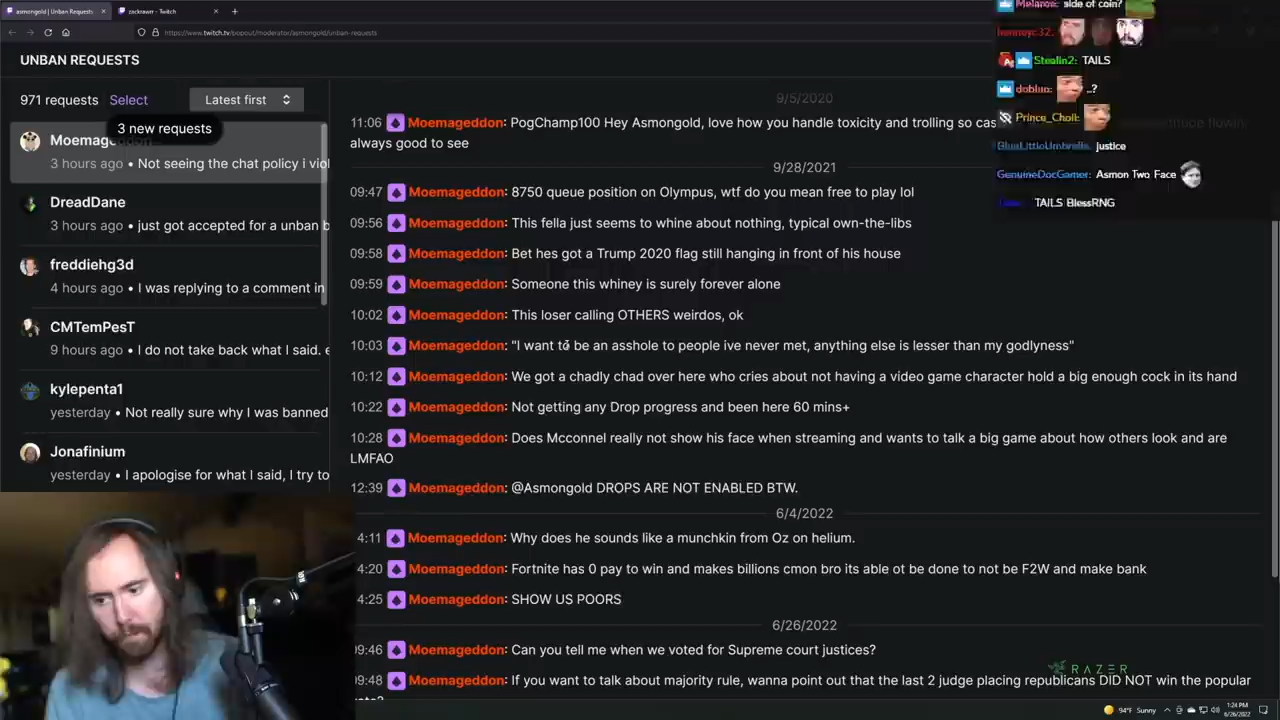 asmongold | Unban Requests
zackrawrr - Twitch
https://www.twitch.tv/popout/moderator/asmongold/unban-requests
UNBAN REQUESTS
971 requests Select Latest first
3 new requests
Moemageddon
3 hours ago • Not seeing the chat policy i viol
DreadDane
3 hours ago • just got accepted for a unban b
freddiehg3d
4 hours ago • I was replying to a comment in
CMTemPesT
9 hours ago • I do not take back what I said. e
kylepenta1
yesterday • Not really sure why I was banned
Jonafinium
yesterday • I apologise for what I said, I try to
9/5/2020
11:06 Moemageddon: PogChamp100 Hey Asmongold, love how you handle toxicity and trolling so cas
always good to see
9/28/2021
09:47 Moemageddon: 8750 queue position on Olympus, wtf do you mean free to play lol
09:56 Moemageddon: This fella just seems to whine about nothing, typical own-the-libs
09:58 Moemageddon: Bet hes got a Trump 2020 flag still hanging in front of his house
09:59 Moemageddon: Someone this whiney is surely forever alone
10:02 Moemageddon: This loser calling OTHERS weirdos, ok
10:03 Moemageddon: "I want to be an asshole to people ive never met, anything else is lesser than my godlyness"
10:12 Moemageddon: We got a chadly chad over here who cries about not having a video game character hold a big enough cock in its hand
10:22 Moemageddon: Not getting any Drop progress and been here 60 mins+
10:28 Moemageddon: Does Mcconnel really not show his face when streaming and wants to talk a big game about how others look and are
LMFAO
12:39 Moemageddon: @Asmongold DROPS ARE NOT ENABLED BTW.
6/4/2022
4:11 Moemageddon: Why does he sounds like a munchkin from Oz on helium.
4:20 Moemageddon: Fortnite has 0 pay to win and makes billions cmon bro its able ot be done to not be F2W and make bank
4:25 Moemageddon: SHOW US POORS
6/26/2022
09:46 Moemageddon: Can you tell me when we voted for Supreme court justices?
09:48 Moemageddon: If you want to talk about majority rule, wanna point out that the last 2 judge placing republicans DID NOT win the popular
side of coin?
Stealin2: TAILS
doblun: ..?
Prince_Choli:
BlueLittleUmbrella: justice
GenuineDocGamer: Asmon Two Face
TAILS BlessRNG
RAZER
94°F Sunny
1:24 PM
6/26/2022